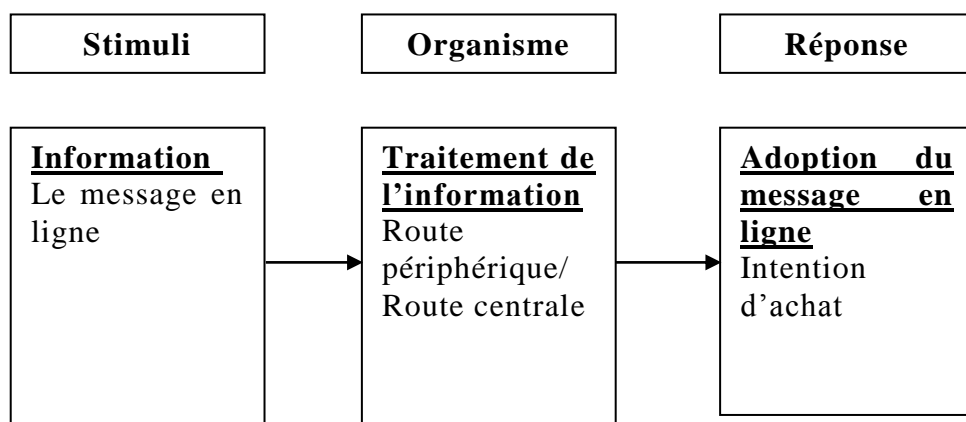 Stimuli
Organisme
Réponse
Information
Le message en
ligne
Traitement de
l’information
Route
périphérique/
Route centrale
Adoption du
message en
ligne
Intention
d’achat